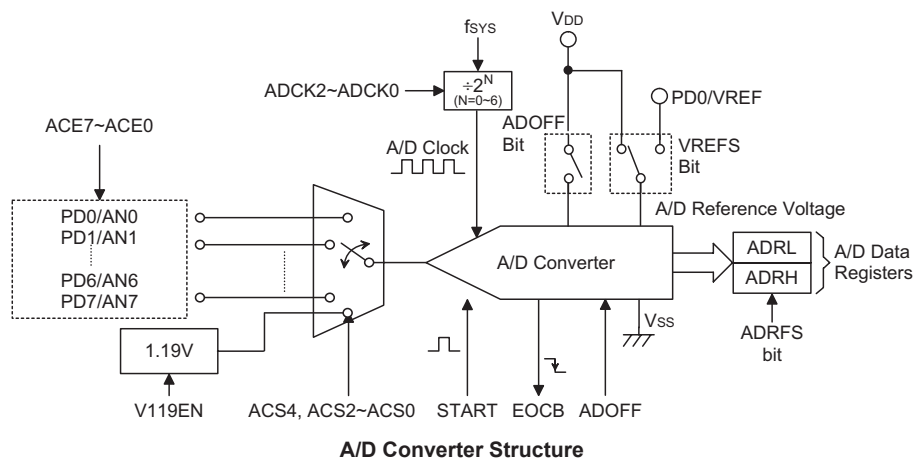 fSYS
VDD
ADCK2~ADCK0
÷2^N
(N=0~6)
PD0/VREF
ACE7~ACE0
A/D Clock
ADOFF
Bit
VREFS
Bit
PD0/AN0
PD1/AN1
PD6/AN6
PD7/AN7
A/D Reference Voltage
A/D Converter
ADRL
ADRH
A/D Data
Registers
VSS
ADRFS
bit
1.19V
V119EN
ACS4, ACS2~ACS0
START
EOCB
ADOFF
A/D Converter Structure